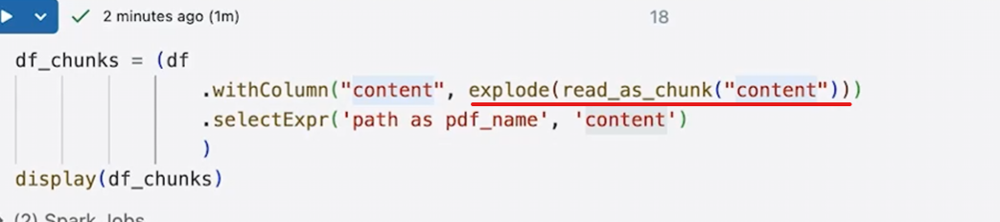 2 minutes ago (1m)
18
df_chunks = (df
.withColumn("content", explode(read_as_chunk("content")))
.selectExpr('path as pdf_name', 'content')
)
display(df_chunks)
(2) Spark Jobs